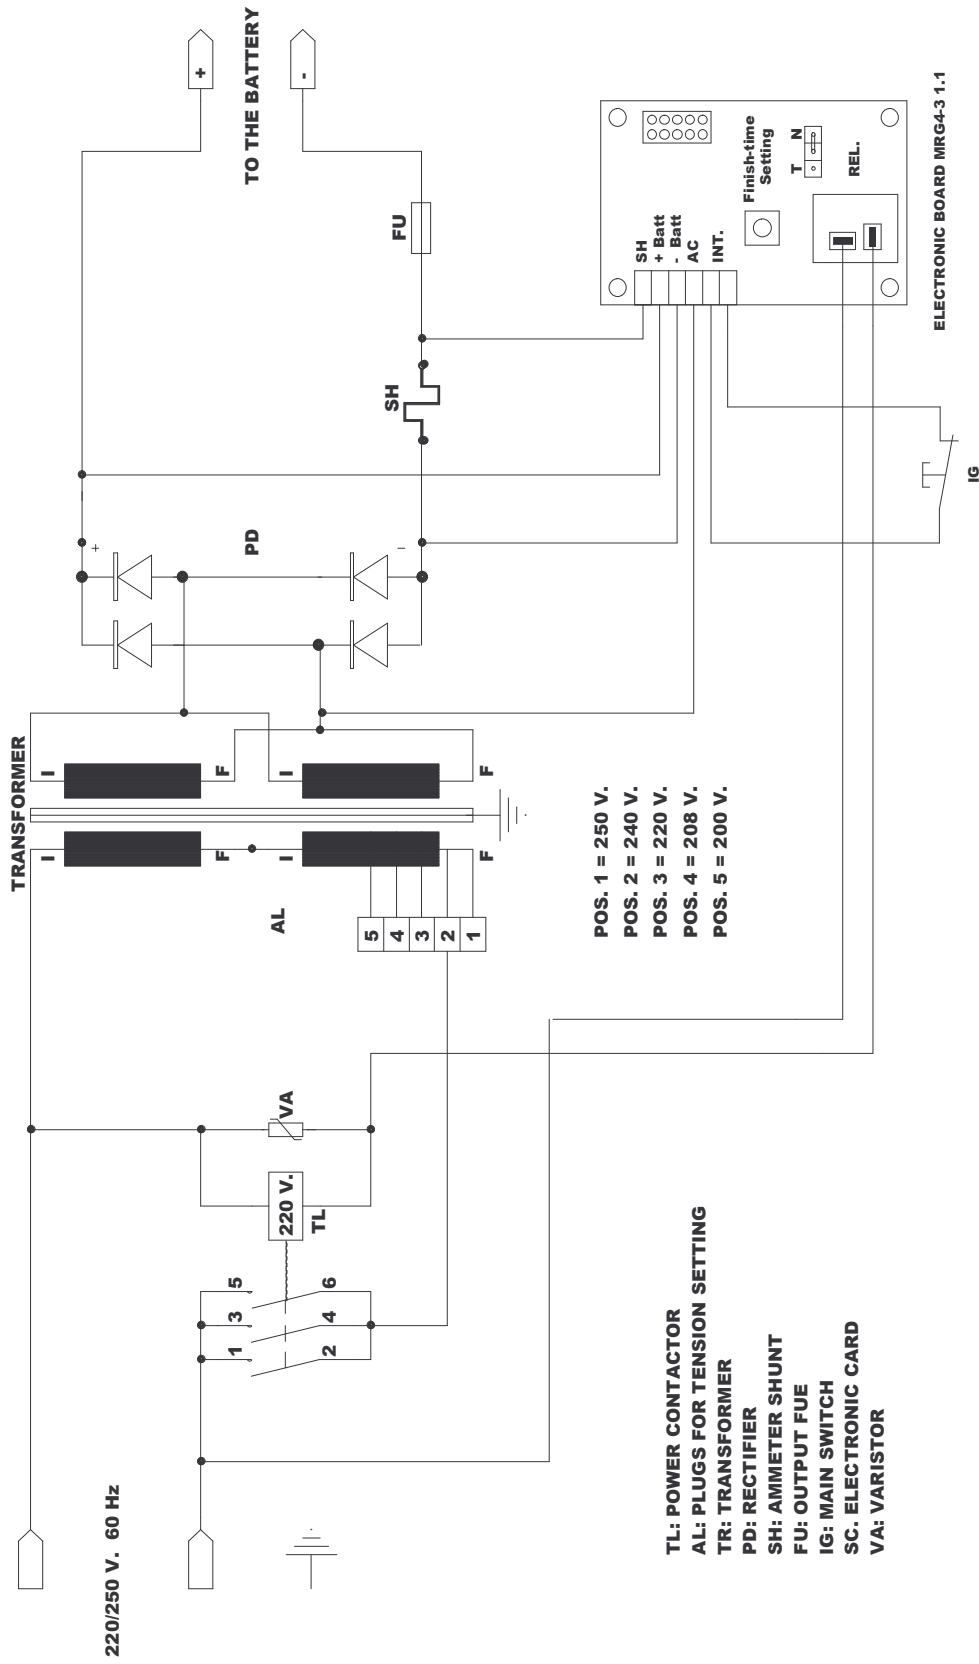 220/250 V. 60 Hz
TRANSFORMER
I
F
I
F
I
F
I
F
AL
5
4
3
2
1
VA
220 V.
TL
1
3
5
2
4
6
+
-
PD
SH
FU
+
-
TO THE BATTERY
POS. 1 = 250 V.
POS. 2 = 240 V.
POS. 3 = 220 V.
POS. 4 = 208 V.
POS. 5 = 200 V.
SH
+ Batt
- Batt
AC
INT.
Finish-time
Setting
T N
REL.
ELECTRONIC BOARD MRG4-3 1.1
IG
TL: POWER CONTACTOR
AL: PLUGS FOR TENSION SETTING
TR: TRANSFORMER
PD: RECTIFIER
SH: AMMETER SHUNT
FU: OUTPUT FUE
IG: MAIN SWITCH
SC. ELECTRONIC CARD
VA: VARISTOR